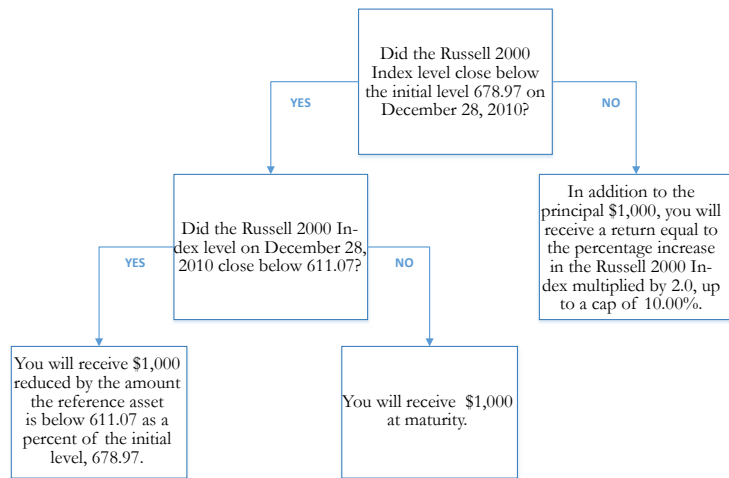 Did the Russell 2000
Index level close below
the initial level 678.97 on
December 28, 2010?
YES
NO
Did the Russell 2000 In-
dex level on December 28,
2010 close below 611.07?
In addition to the
principal $1,000, you will
receive a return equal to
the percentage increase
in the Russell 2000 In-
dex multiplied by 2.0, up
to a cap of 10.00%.
YES
NO
You will receive $1,000
reduced by the amount
the reference asset
is below 611.07 as a
percent of the initial
level, 678.97.
You will receive $1,000
at maturity.